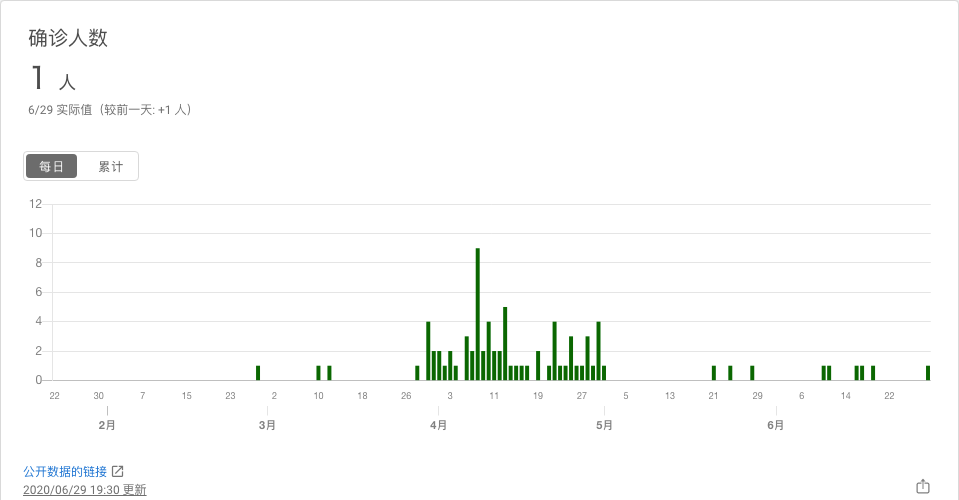 确诊人数
1 人
6/29 实际值（较前一天: +1 人）
每日 累计
12
10
8
6
4
2
0
22 30 7 15 23 2 10 18 26 3 11 19 27 5 13 21 29 6 14 22
2月 3月 4月 5月 6月
公开数据的链接
2020/06/29 19:30 更新